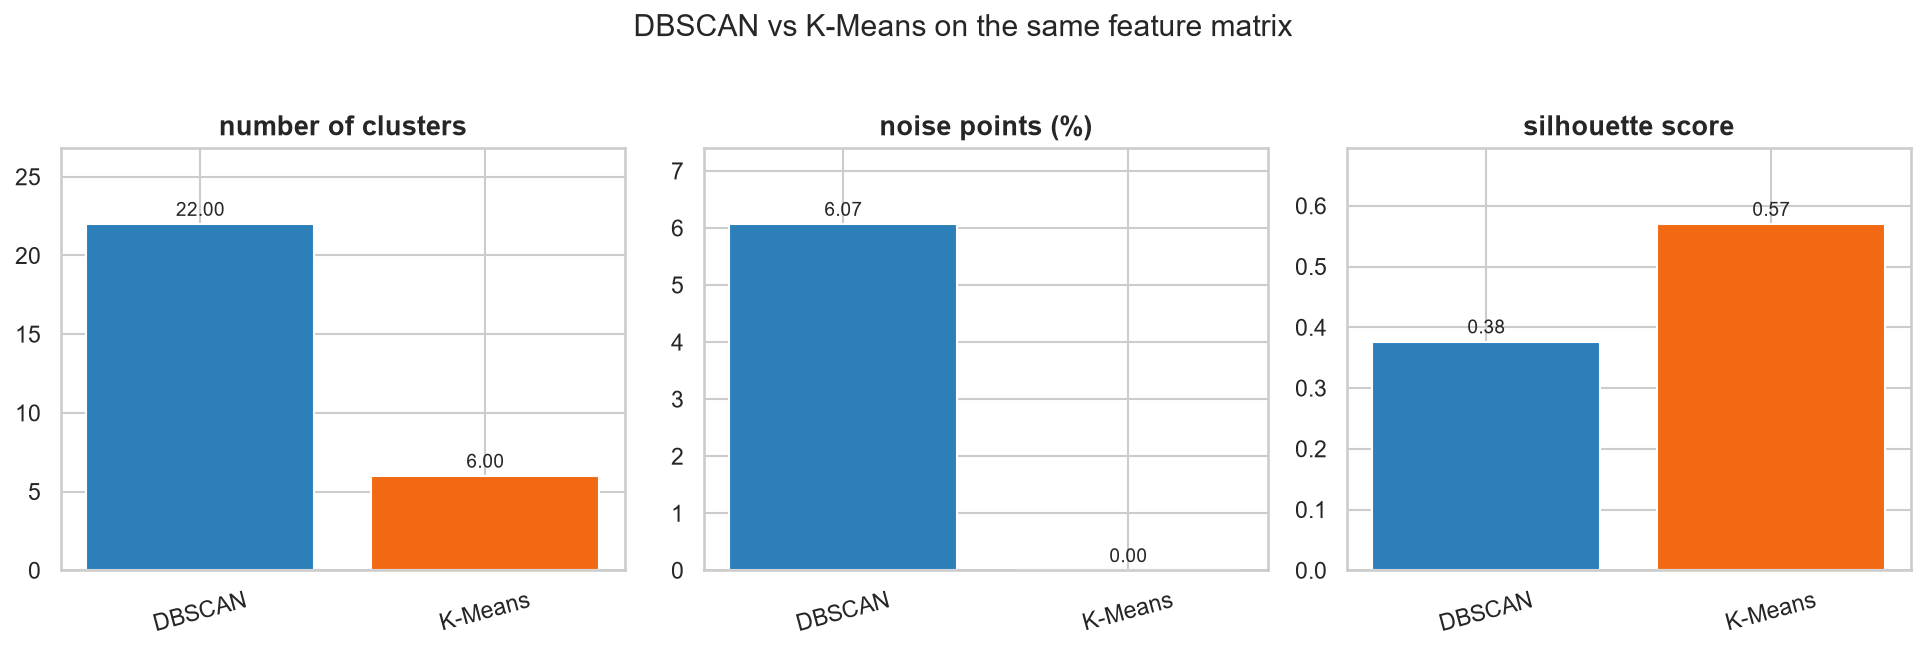 DBSCAN vs K-Means on the same feature matrix
number of clusters
25
20
15
10
5
0
22.00
6.00
DBSCAN
K-Means
noise points (%)
7
6
5
4
3
2
1
0
6.07
0.00
DBSCAN
K-Means
silhouette score
0.6
0.5
0.4
0.3
0.2
0.1
0.0
0.38
0.57
DBSCAN
K-Means